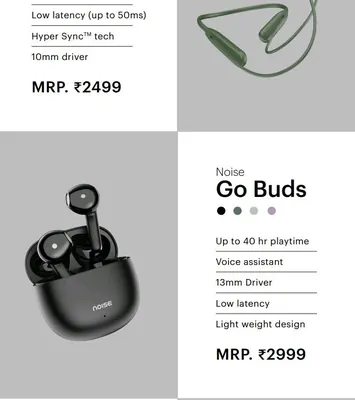 Low latency (up to 50ms)
Hyper Sync™ tech
10mm driver
MRP. ₹2499
Noise
Go Buds
Up to 40 hr playtime
Voice assistant
13mm Driver
Low latency
Light weight design
MRP. ₹2999
NOISE